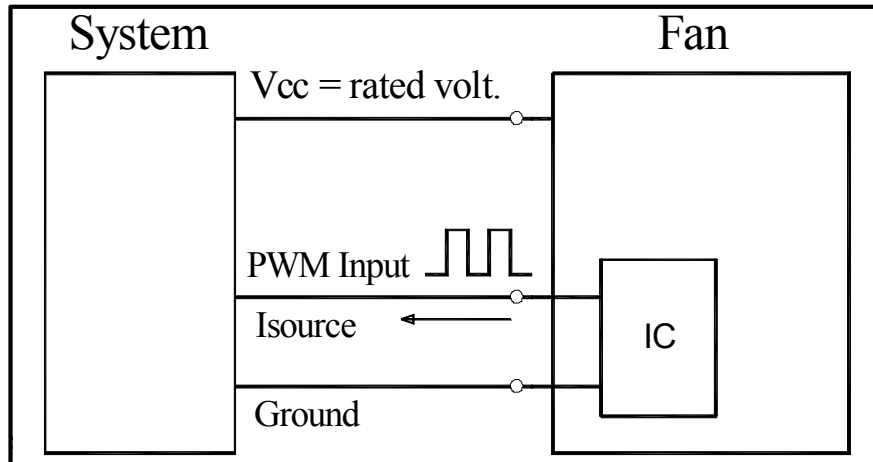 System
Fan
Vcc = rated volt.
PWM Input
Isource
IC
Ground